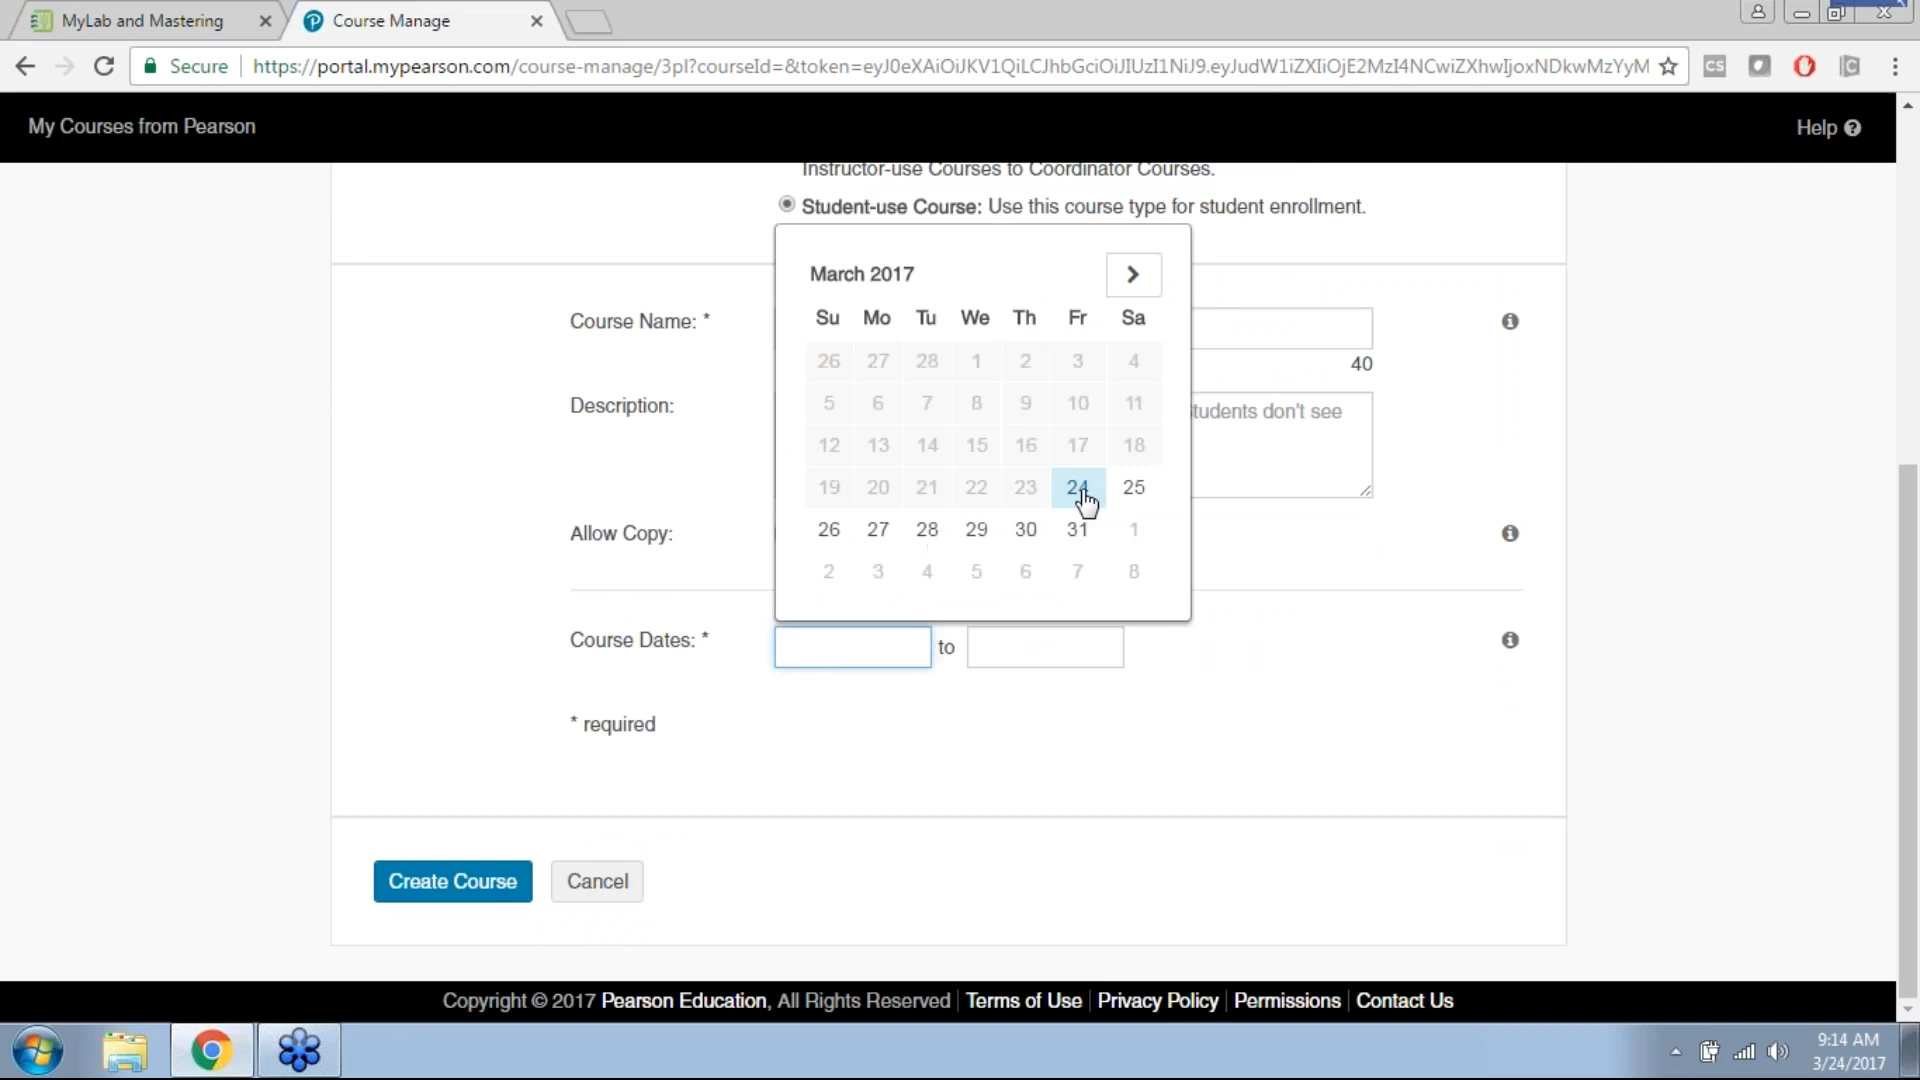 MyLab and Mastering
Course Manage
Secure
https://portal.mypearson.com/course-manage/3pl?courseId=&token=eyJ0eXAiOiJKV1QiLCJhbGciOiJIUzI1NiJ9.eyJudW1iZXIiOjE2MzI4NCwiZXhwIjoxNDkwMzYyM
CS
My Courses from Pearson
Help ?
Instructor-use Courses to Coordinator Courses.
Student-use Course: Use this course type for student enrollment.
March 2017
Su Mo Tu We Th Fr Sa
26 27 28 1 2 3 4
5 6 7 8 9 10 11
12 13 14 15 16 17 18
19 20 21 22 23 24 25
26 27 28 29 30 31 1
2 3 4 5 6 7 8
Course Name: *
40
Description:
tudents don't see
Allow Copy:
Course Dates: *
to
* required
Create Course
Cancel
Copyright © 2017 Pearson Education, All Rights Reserved | Terms of Use | Privacy Policy | Permissions | Contact Us
9:14 AM
3/24/2017